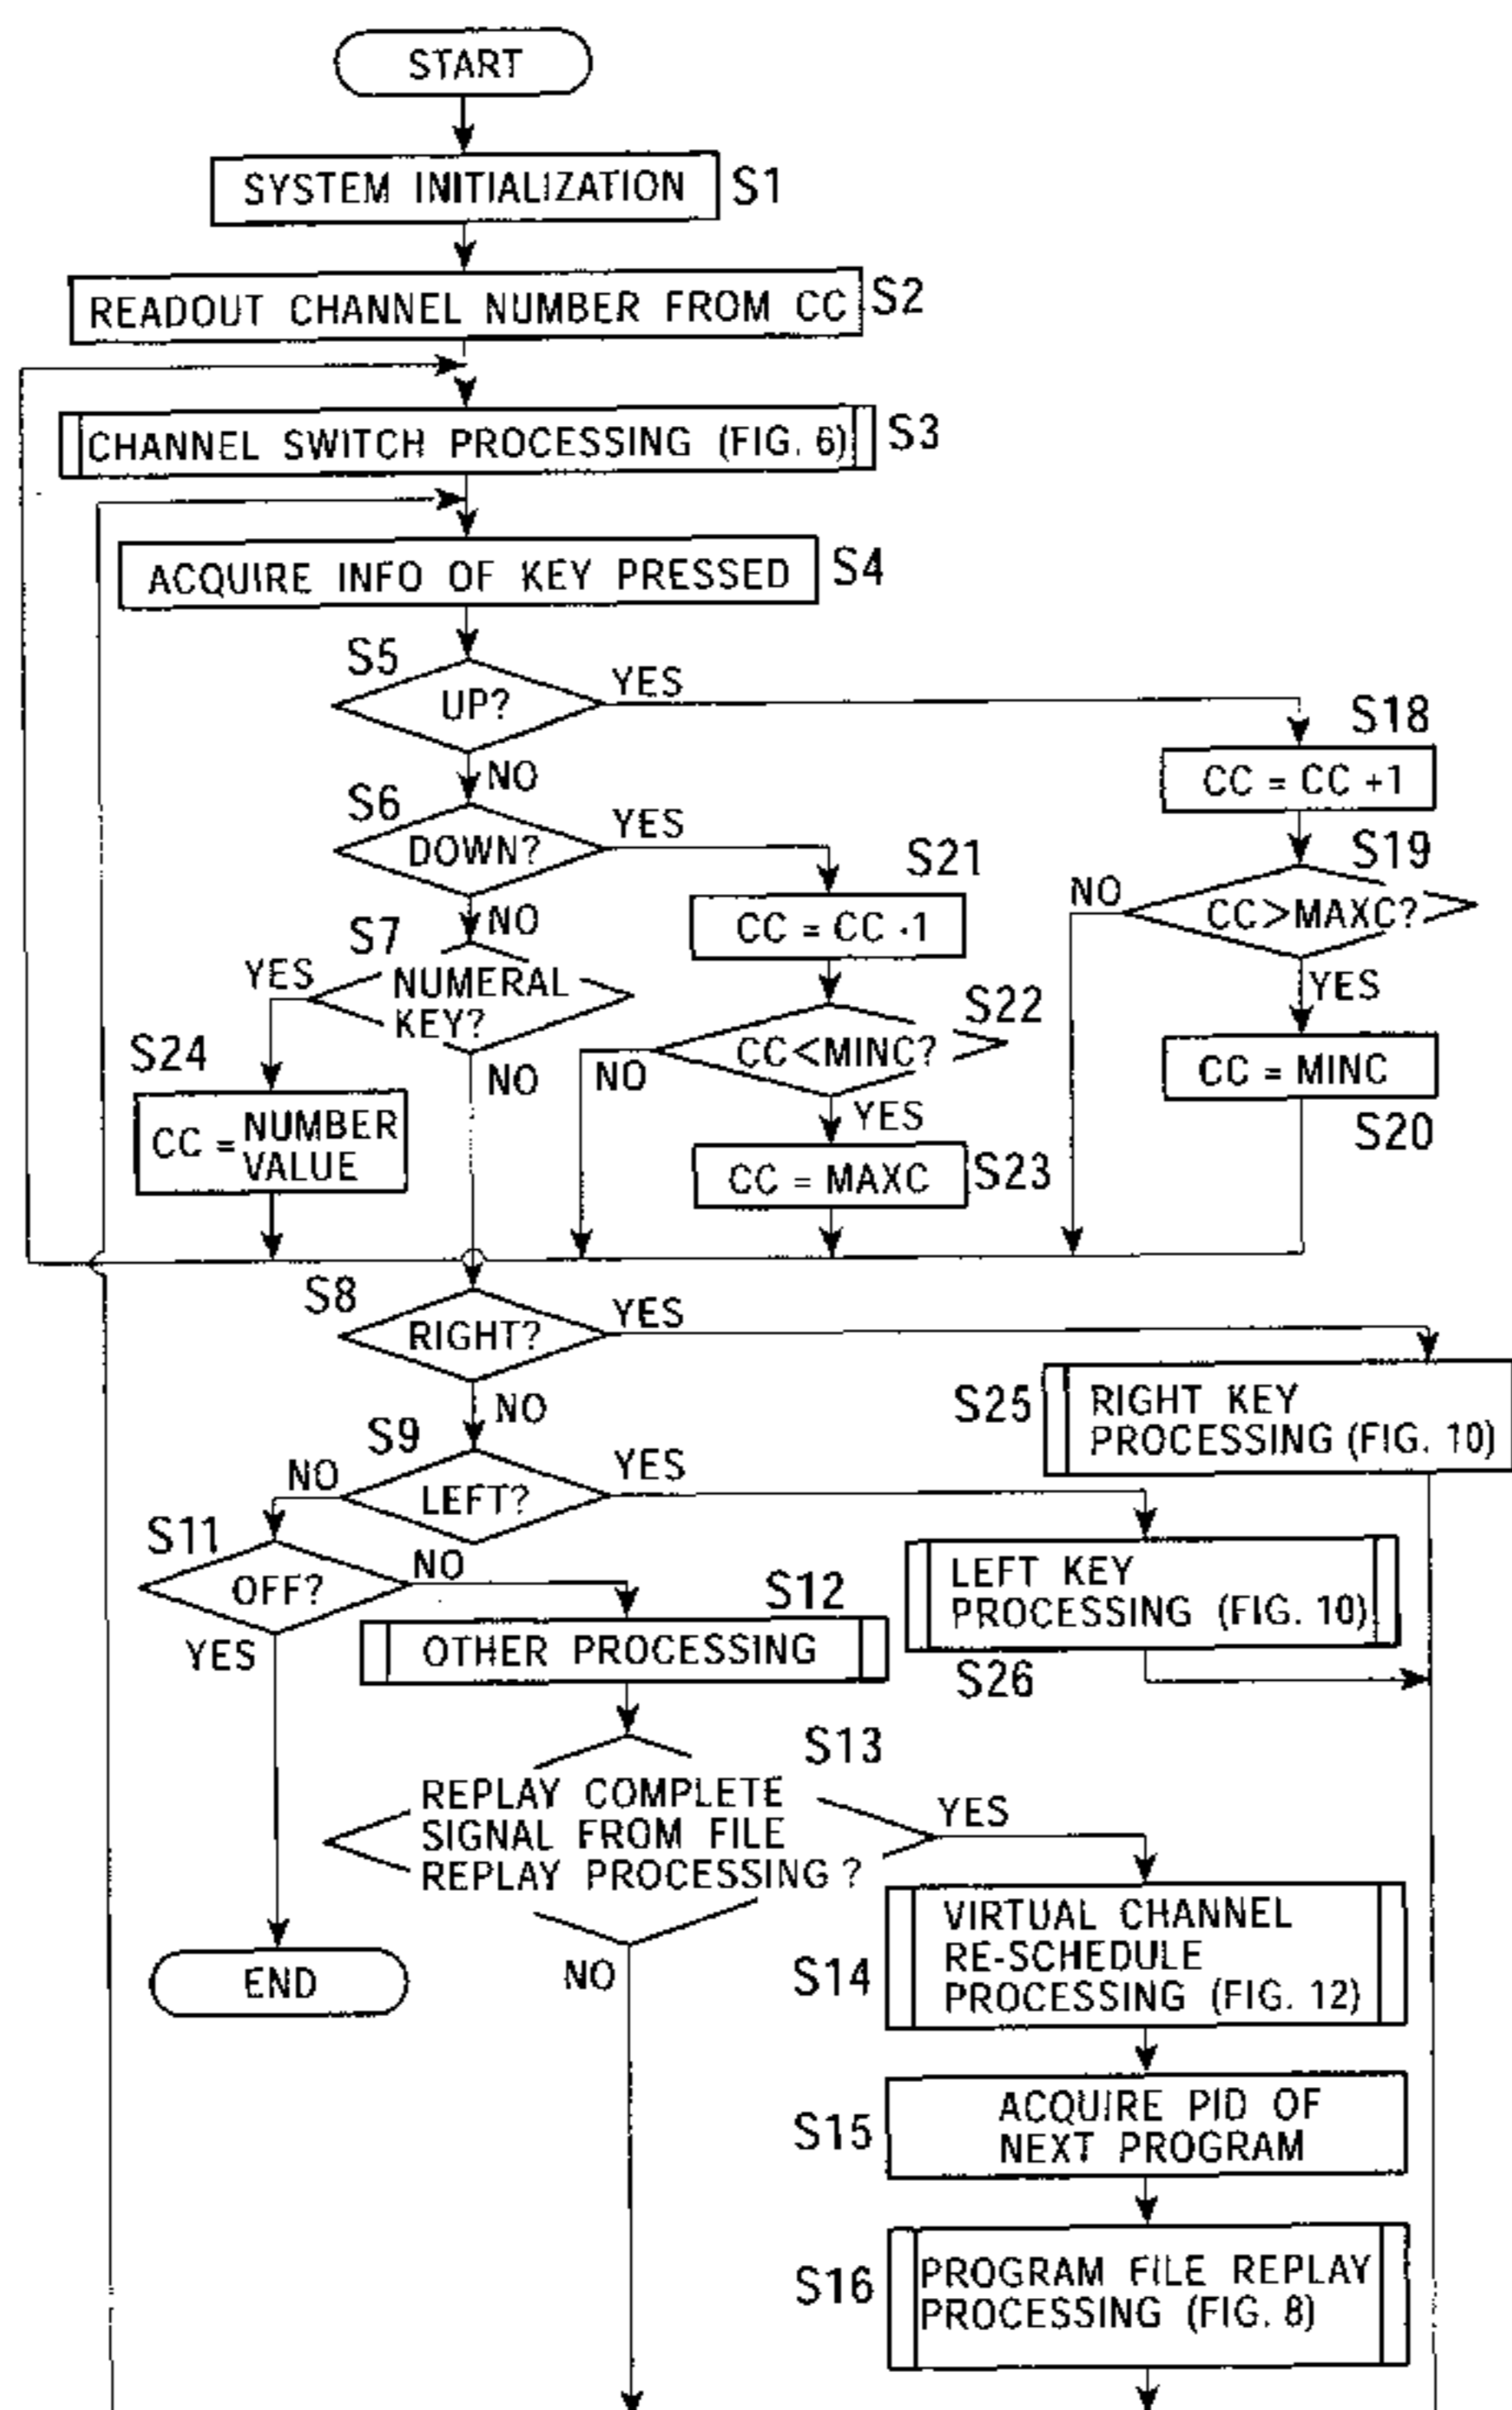 START
SYSTEM INITIALIZATION S1
READOUT CHANNEL NUMBER FROM CC S2
CHANNEL SWITCH PROCESSING (FIG. 6) S3
ACQUIRE INFO OF KEY PRESSED S4
S5
UP?
YES
NO
S18
CC = CC +1
S6
DOWN?
YES
NO
S21
CC = CC -1
S19
CC>MAXC?
NO
YES
S7
NUMERAL
KEY?
YES
NO
S22
CC<MINC?
NO
YES
CC = MINC
S20
S24
CC = NUMBER
VALUE
CC = MAXC
S23
S8
RIGHT?
YES
NO
S25
RIGHT KEY
PROCESSING (FIG. 10)
S9
LEFT?
NO
YES
LEFT KEY
PROCESSING (FIG. 10)
S26
S11
OFF?
NO
YES
S12
OTHER PROCESSING
S13
REPLAY COMPLETE
SIGNAL FROM FILE
REPLAY PROCESSING ?
YES
NO
END
S14
VIRTUAL CHANNEL
RE-SCHEDULE
PROCESSING (FIG. 12)
S15
ACQUIRE PID OF
NEXT PROGRAM
S16
PROGRAM FILE REPLAY
PROCESSING (FIG. 8)